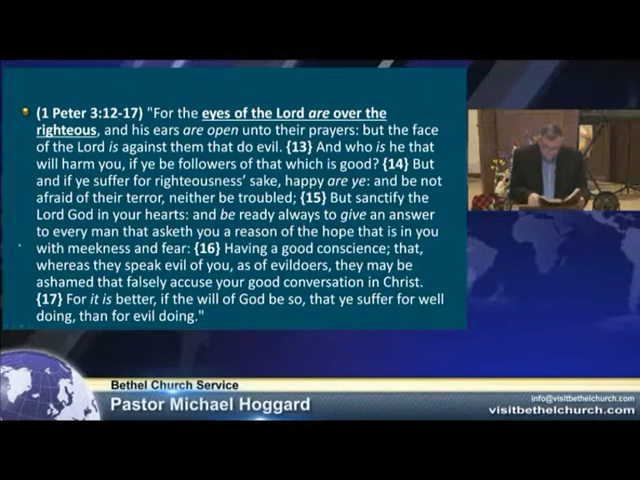 (1 Peter 3:12-17) "For the eyes of the Lord are over the
righteous, and his ears are open unto their prayers: but the face
of the Lord is against them that do evil. {13} And who is he that
will harm you, if ye be followers of that which is good? {14} But
and if ye suffer for righteousness' sake, happy are ye: and be not
afraid of their terror, neither be troubled; {15} But sanctify the
Lord God in your hearts: and be ready always to give an answer
to every man that asketh you a reason of the hope that is in you
with meekness and fear: {16} Having a good conscience; that,
whereas they speak evil of you, as of evildoers, they may be
ashamed that falsely accuse your good conversation in Christ.
{17} For it is better, if the will of God be so, that ye suffer for well
doing, than for evil doing."
Bethel Church Service
Pastor Michael Hoggard
info@visitbethelchurch.com
visitbethelchurch.com